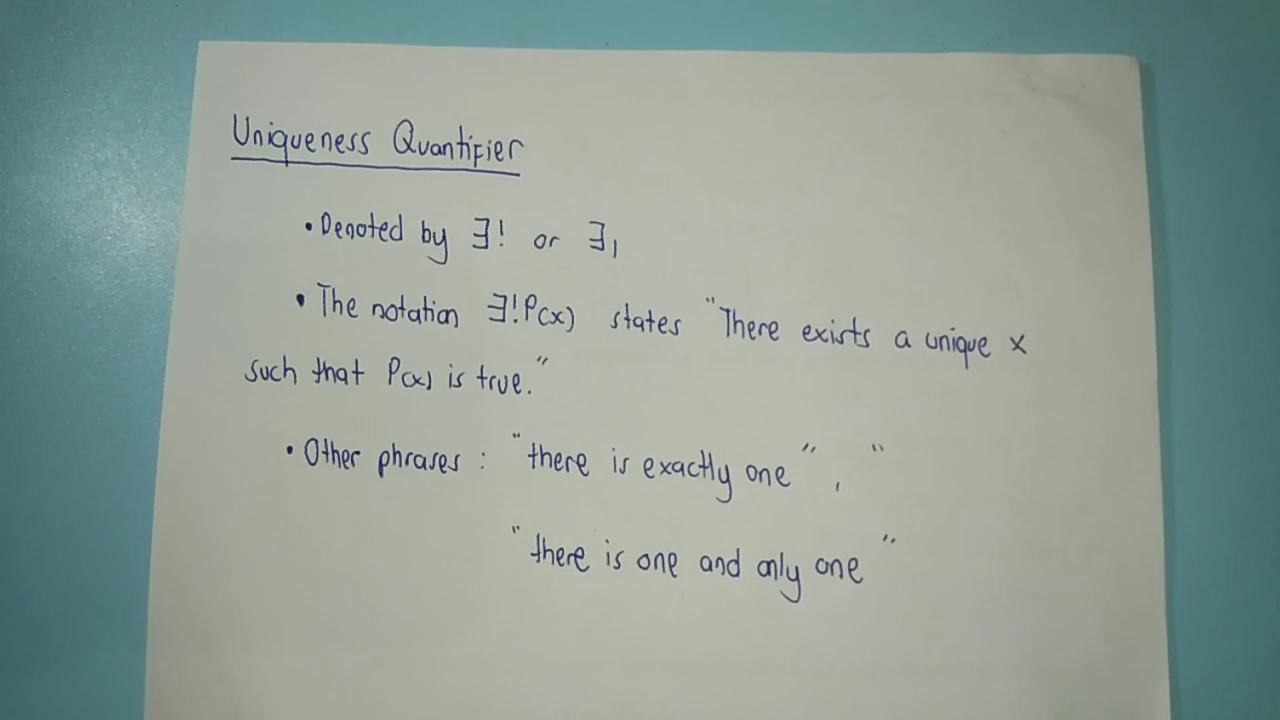 Uniqueness Quantifier
• Denoted by ∃! or ∃₁
• The notation ∃!P(x) states "There exists a unique x
such that P(x) is true."
• Other phrases : "there is exactly one", "
"there is one and only one"